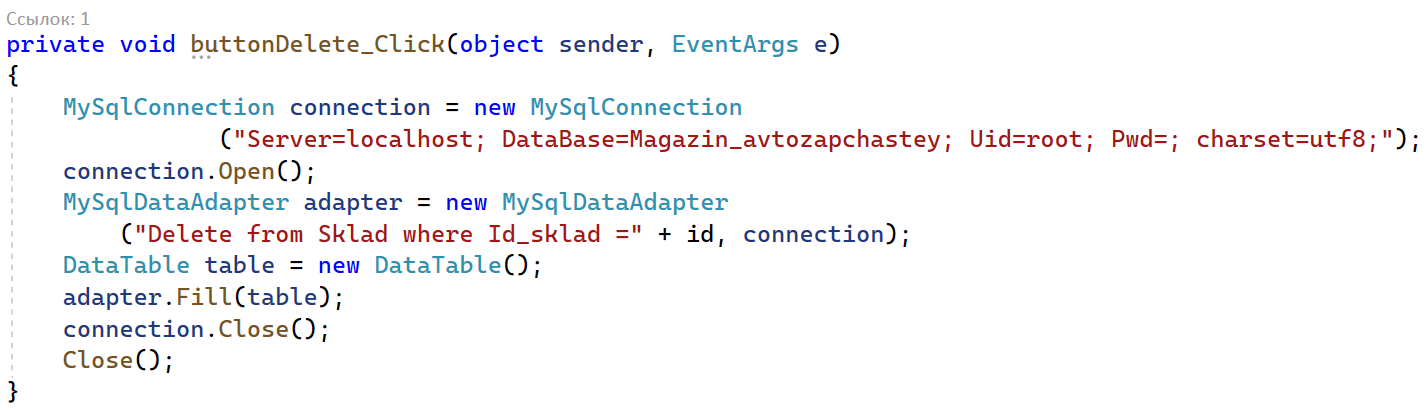 Ссылок: 1
private void buttonDelete_Click(object sender, EventArgs e)
{
    MySqlConnection connection = new MySqlConnection
               ("Server=localhost; DataBase=Magazin_avtozapchastey; Uid=root; Pwd=; charset=utf8;");
    connection.Open();
    MySqlDataAdapter adapter = new MySqlDataAdapter
        ("Delete from Sklad where Id_sklad =" + id, connection);
    DataTable table = new DataTable();
    adapter.Fill(table);
    connection.Close();
    Close();
}